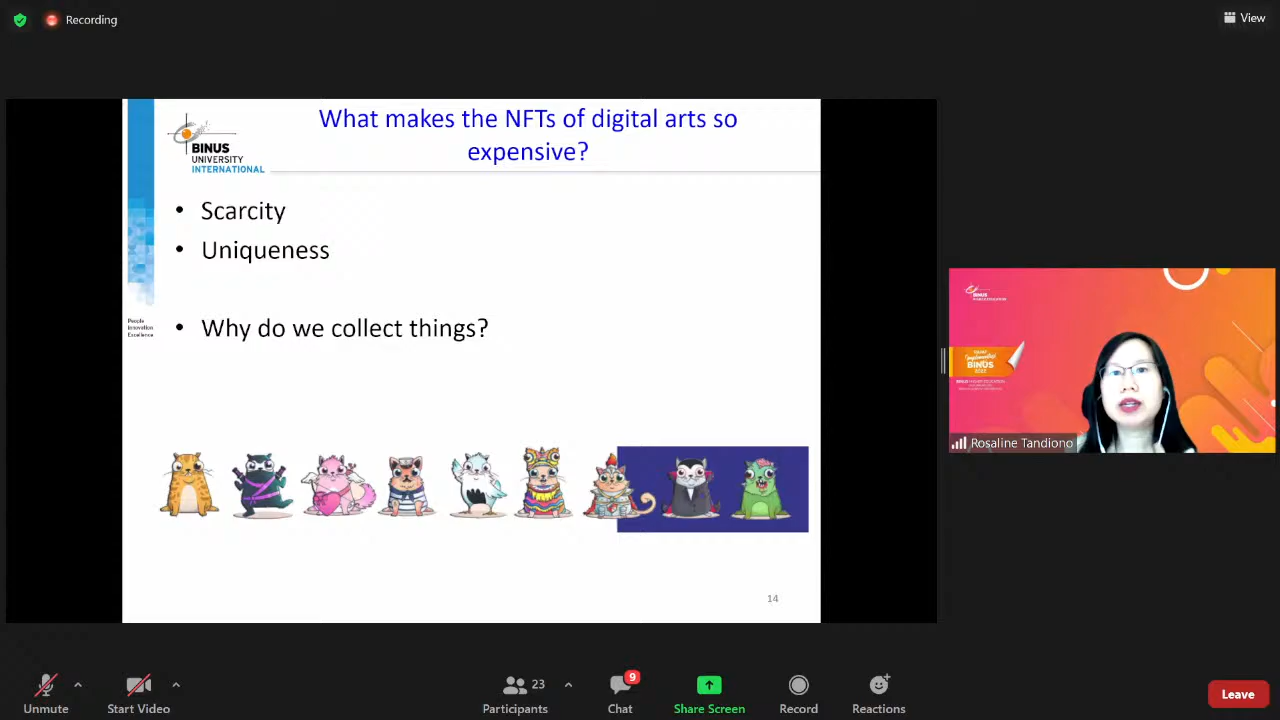 Recording
View
What makes the NFTs of digital arts so
expensive?
BINUS
UNIVERSITY
INTERNATIONAL
• Scarcity
• Uniqueness
People
Innovation
Excellence
• Why do we collect things?
14
BINUS
BINUS
Rosaline Tandiono
Unmute
Start Video
23
Participants
9
Chat
Share Screen
Record
Reactions
Leave